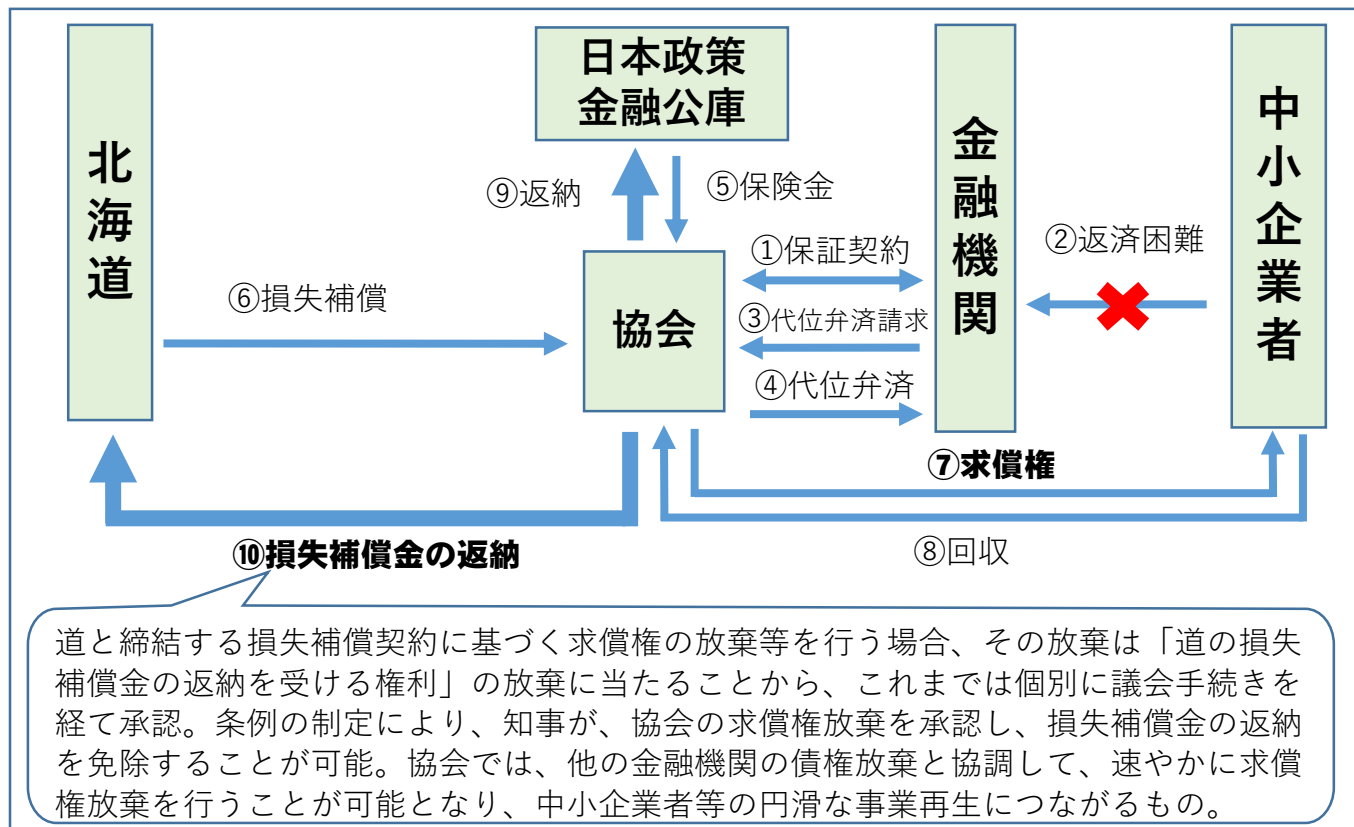 北海道
日本政策
金融公庫
金融機関
中小企業者
⑨返納
⑤保険金
①保証契約
②返済困難
⑥損失補償
協会
③代位弁済請求
④代位弁済
⑦求償権
⑩損失補償金の返納
⑧回収
道と締結する損失補償契約に基づく求償権の放棄等を行う場合、その放棄は「道の損失
補償金の返納を受ける権利」の放棄に当たることから、これまでは個別に議会手続きを
経て承認。条例の制定により、知事が、協会の求償権放棄を承認し、損失補償金の返納
を免除することが可能。協会では、他の金融機関の債権放棄と協調して、速やかに求償
権放棄を行うことが可能となり、中小企業者等の円滑な事業再生につながるもの。